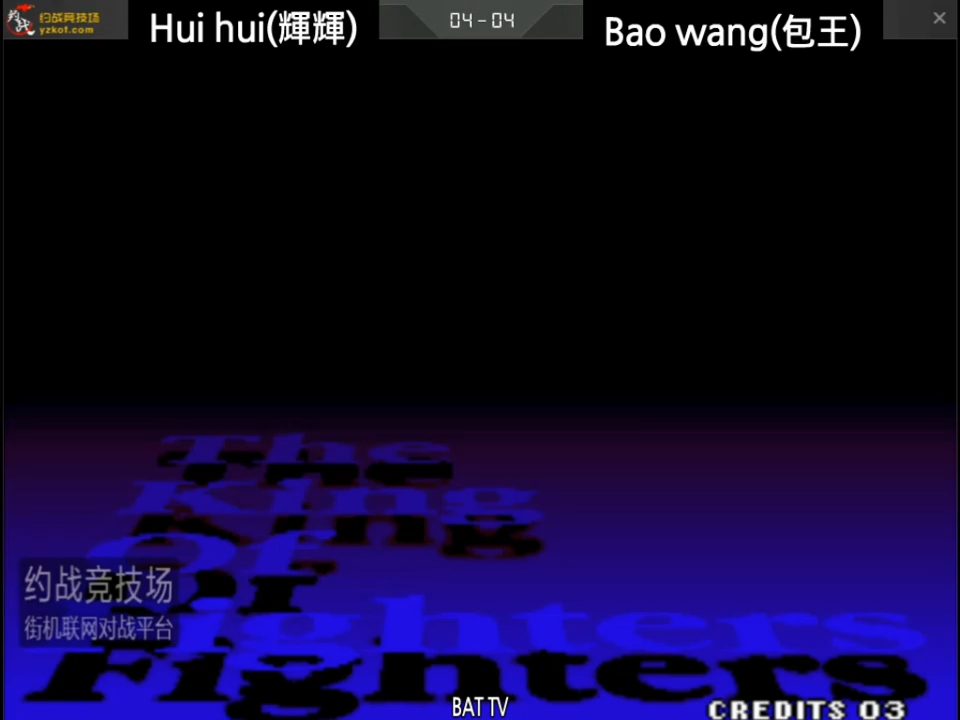 约战竞技场
yzkof.com
Hui hui(輝輝)
04-04
Bao wang(包王)
The
King
Of
Fighters
约战竞技场
街机联网对战平台
BAT TV
CREDITS 03